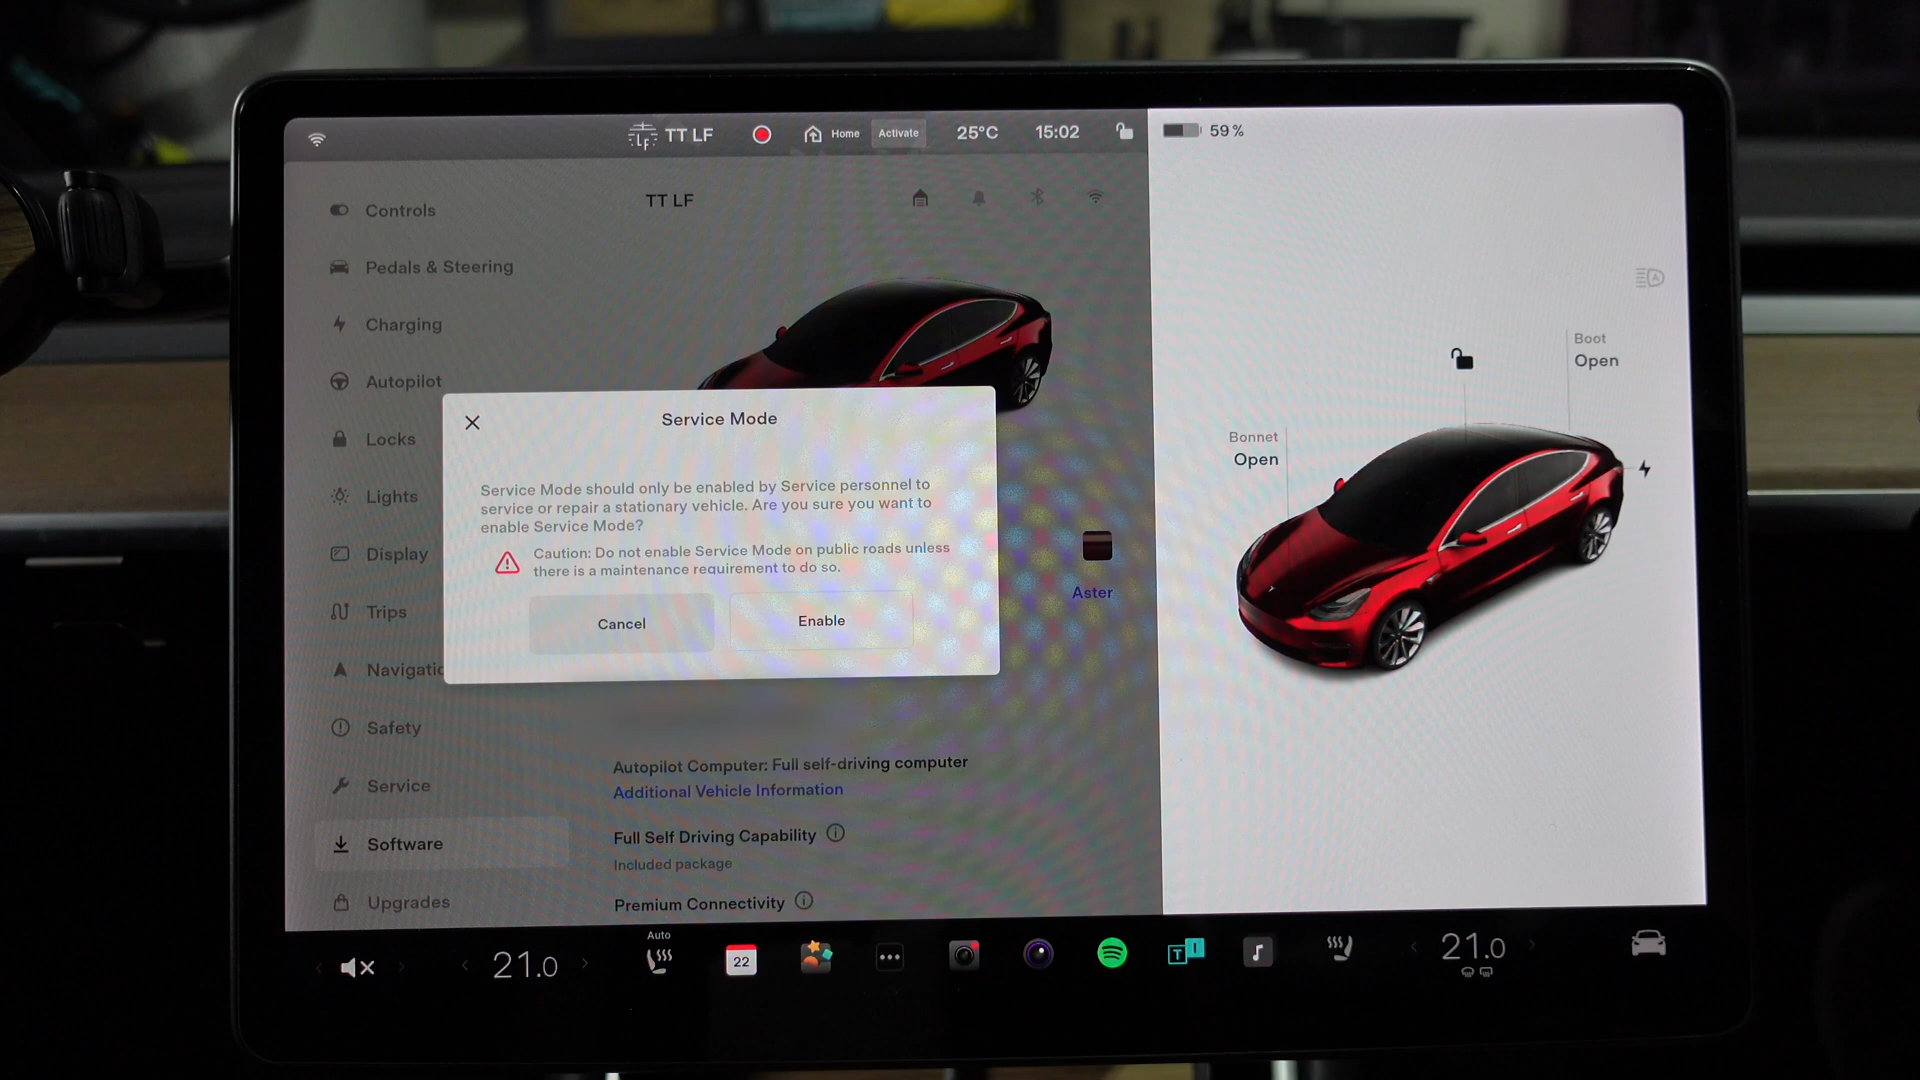 LF
TT LF
Home
Activate
25°C
15:02
59 %
TT LF
Controls
Pedals & Steering
Charging
Autopilot
Locks
Lights
Display
Trips
Navigatio
Safety
Service
Software
Upgrades
Service Mode
Service Mode should only be enabled by Service personnel to
service or repair a stationary vehicle. Are you sure you want to
enable Service Mode?
Caution: Do not enable Service Mode on public roads unless
there is a maintenance requirement to do so.
Cancel
Enable
Aster
Autopilot Computer: Full self-driving computer
Additional Vehicle Information
Full Self Driving Capability
Included package
Premium Connectivity
Boot
Open
Bonnet
Open
21.0
Auto
22
T I
21.0